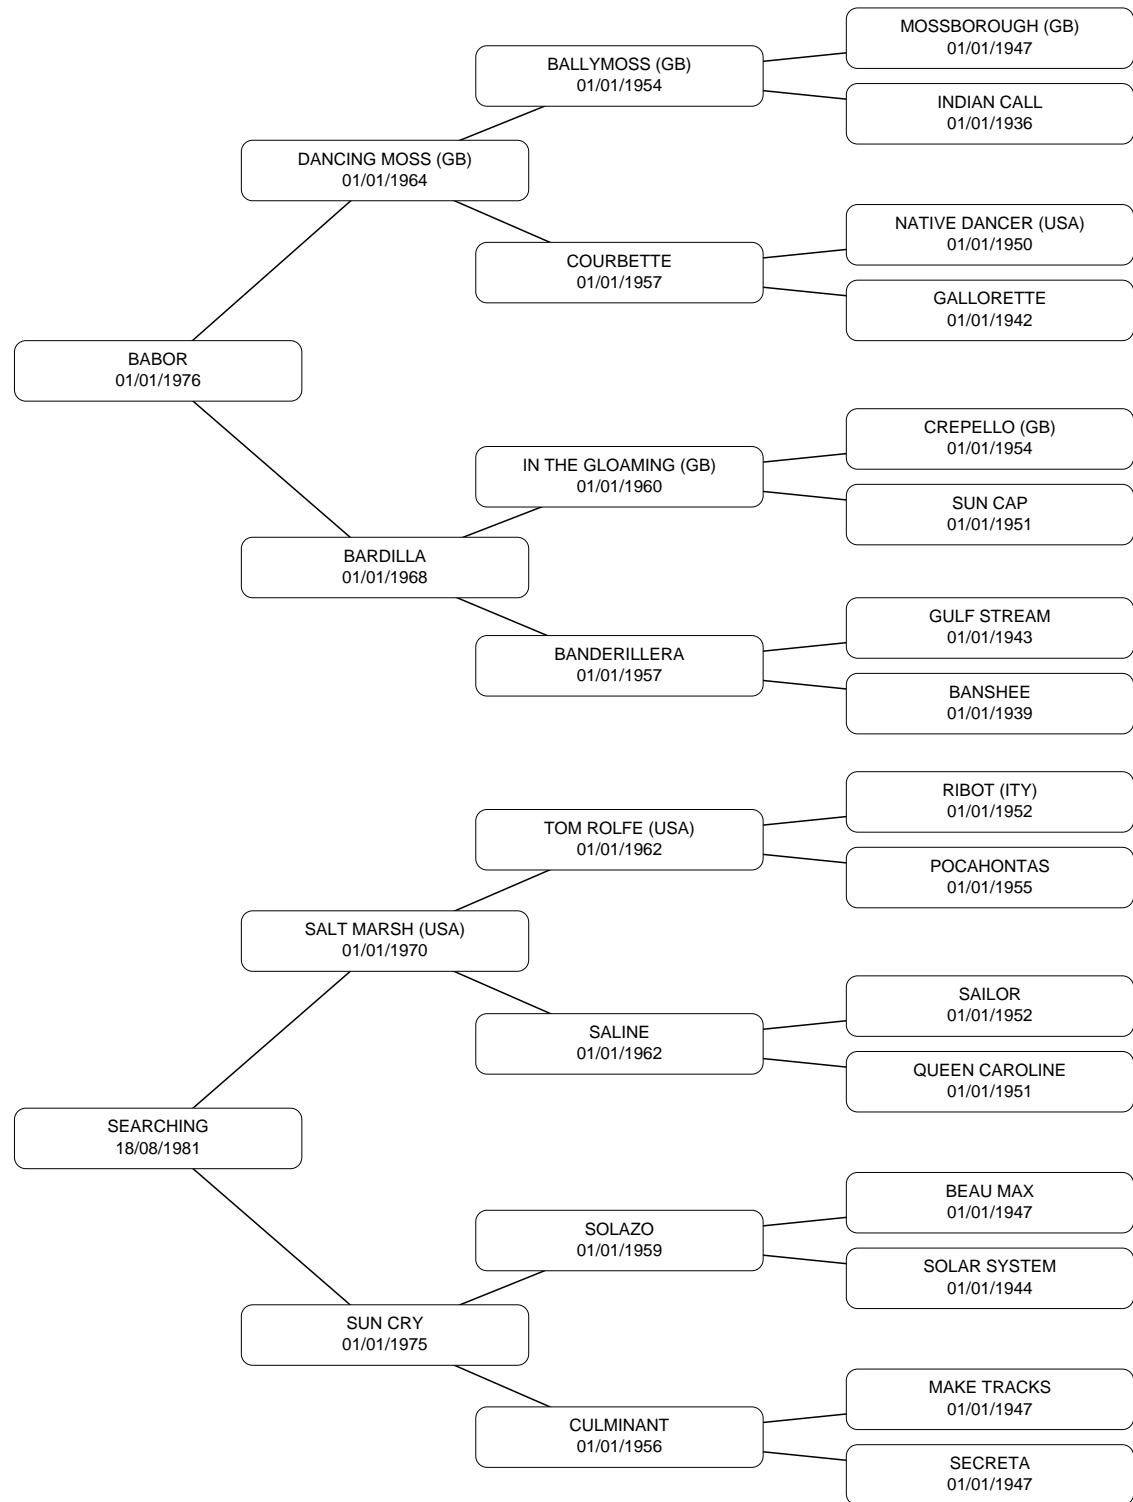 MOSSBOROUGH (GB)
01/01/1947
BALLYMOSS (GB)
01/01/1954
INDIAN CALL
01/01/1936
DANCING MOSS (GB)
01/01/1964
NATIVE DANCER (USA)
01/01/1950
COURBETTE
01/01/1957
GALLORETTE
01/01/1942
BABOR
01/01/1976
CREPELLO (GB)
01/01/1954
IN THE GLOAMING (GB)
01/01/1960
SUN CAP
01/01/1951
BARDILLA
01/01/1968
GULF STREAM
01/01/1943
BANDERILLERA
01/01/1957
BANSHEE
01/01/1939
RIBOT (ITY)
01/01/1952
TOM ROLFE (USA)
01/01/1962
POCAHONTAS
01/01/1955
SALT MARSH (USA)
01/01/1970
SAILOR
01/01/1952
SALINE
01/01/1962
QUEEN CAROLINE
01/01/1951
SEARCHING
18/08/1981
BEAU MAX
01/01/1947
SOLAZO
01/01/1959
SOLAR SYSTEM
01/01/1944
SUN CRY
01/01/1975
MAKE TRACKS
01/01/1947
CULMINANT
01/01/1956
SECRETA
01/01/1947